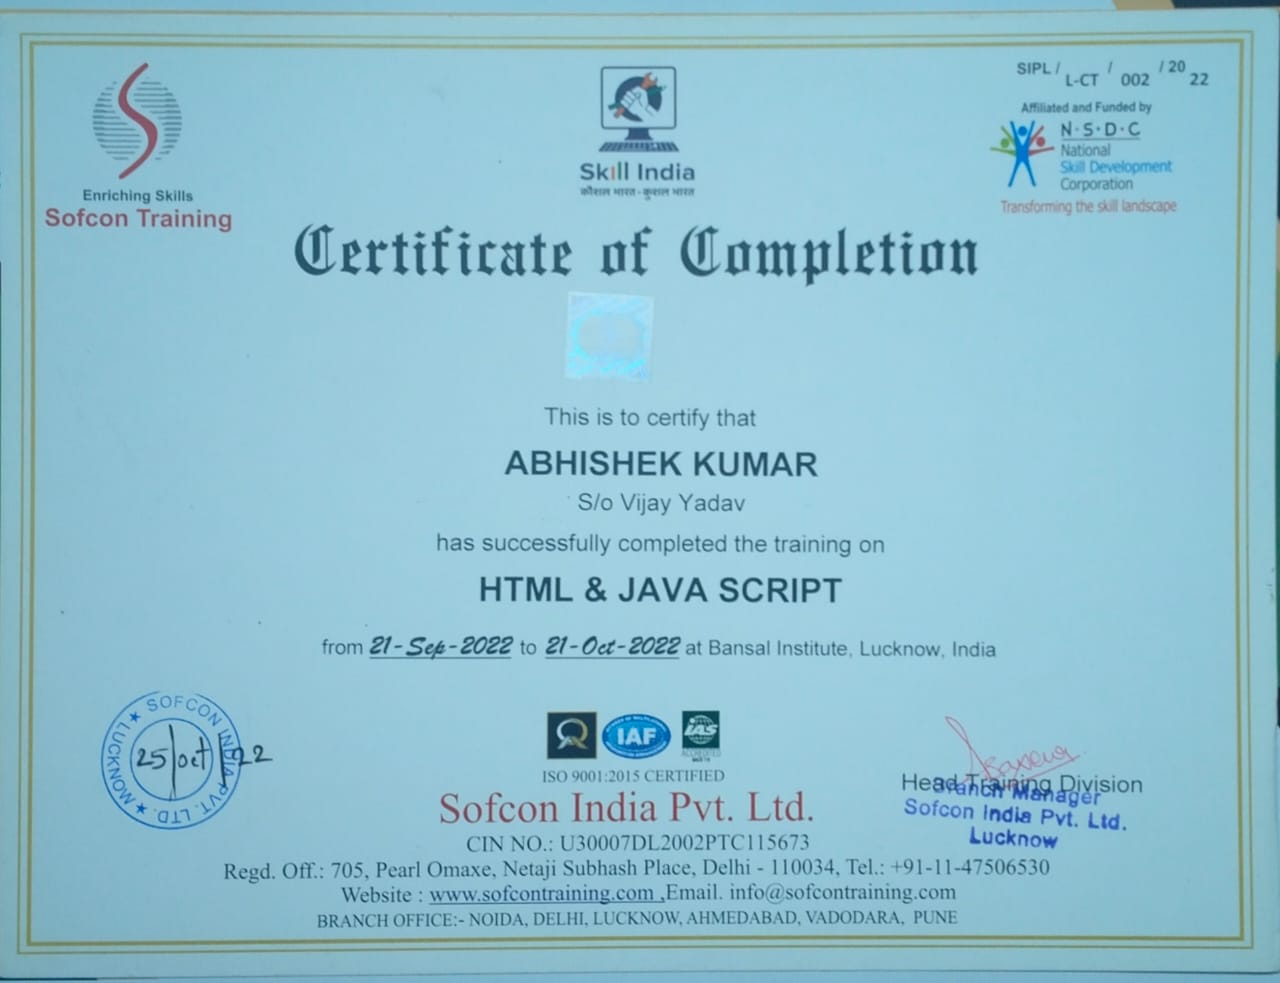 SIPL / L-CT / 002 / 20 22
Enriching Skills
Sofcon Training
Skill India
कौशल भारत - कुशल भारत
Affiliated and Funded by
N·S·D·C
National
Skill Development
Corporation
Transforming the skill landscape
Certificate of Completion
This is to certify that
ABHISHEK KUMAR
S/o Vijay Yadav
has successfully completed the training on
HTML & JAVA SCRIPT
from 21-Sep-2022 to 21-Oct-2022 at Bansal Institute, Lucknow, India
SOFCON INDIA PVT. LTD. ★ LUCKNOW ★
25/oct/22
IAF
IAS
ACCREDITED
ISO 9001:2015 CERTIFIED
Head Training Division
Branch Manager
Sofcon India Pvt. Ltd.
Lucknow
Sofcon India Pvt. Ltd.
CIN NO.: U30007DL2002PTC115673
Regd. Off.: 705, Pearl Omaxe, Netaji Subhash Place, Delhi - 110034, Tel.: +91-11-47506530
Website : www.sofcontraining.com ,Email. info@sofcontraining.com
BRANCH OFFICE:- NOIDA, DELHI, LUCKNOW, AHMEDABAD, VADODARA, PUNE